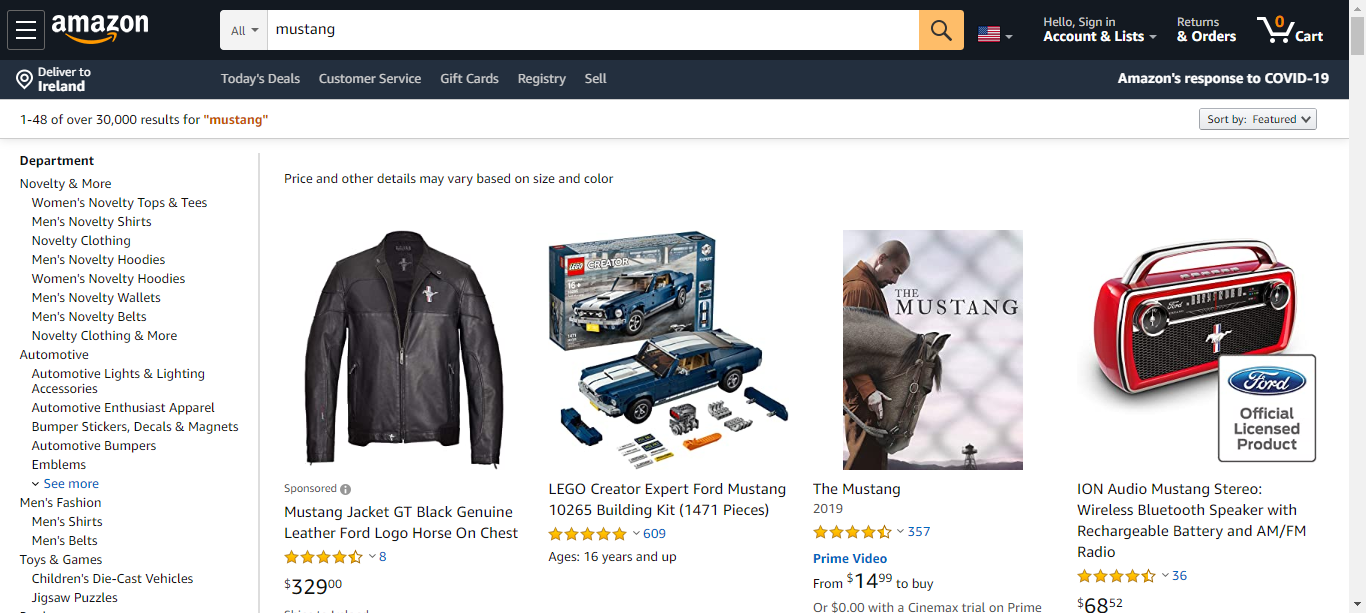 amazon
All
mustang
Hello, Sign in
Account & Lists
Returns
& Orders
0
Cart
Deliver to
Ireland
Today's Deals
Customer Service
Gift Cards
Registry
Sell
Amazon's response to COVID-19
1-48 of over 30,000 results for "mustang"
Sort by: Featured
Department
Novelty & More
Women's Novelty Tops & Tees
Men's Novelty Shirts
Novelty Clothing
Men's Novelty Hoodies
Women's Novelty Hoodies
Men's Novelty Wallets
Men's Novelty Belts
Novelty Clothing & More
Automotive
Automotive Lights & Lighting
Accessories
Automotive Enthusiast Apparel
Bumper Stickers, Decals & Magnets
Automotive Bumpers
Emblems
See more
Men's Fashion
Men's Shirts
Men's Belts
Toys & Games
Children's Die-Cast Vehicles
Jigsaw Puzzles
Price and other details may vary based on size and color
Sponsored
Mustang Jacket GT Black Genuine
Leather Ford Logo Horse On Chest
8
$32900
LEGO
CREATOR
16+
LEGO Creator Expert Ford Mustang
10265 Building Kit (1471 Pieces)
609
Ages: 16 years and up
THE
MUSTANG
The Mustang
2019
357
Prime Video
From $14.99 to buy
Or $0.00 with a Cinemax trial on Prime
Ford
Official
Licensed
Product
ION Audio Mustang Stereo:
Wireless Bluetooth Speaker with
Rechargeable Battery and AM/FM
Radio
36
$6852